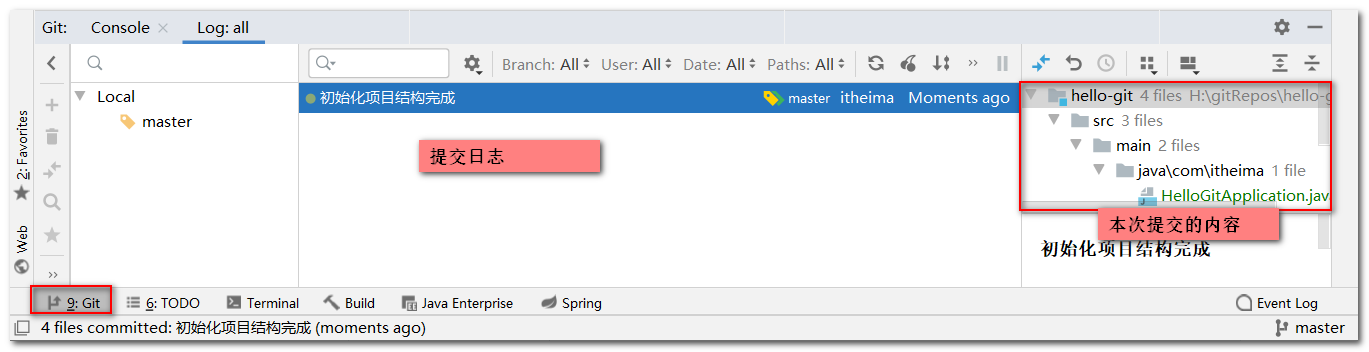 Git: Console Log: all
Branch: All User: All Date: All Paths: All
Local
master
初始化项目结构完成 master itheima Moments ago
提交日志
hello-git 4 files H:\gitRepos\hello-g
src 3 files
main 2 files
java\com\itheima 1 file
HelloGitApplication.jav
本次提交的内容
初始化项目结构完成
2: Favorites
Web
9: Git 6: TODO Terminal Build Java Enterprise Spring Event Log
4 files committed: 初始化项目结构完成 (moments ago) master